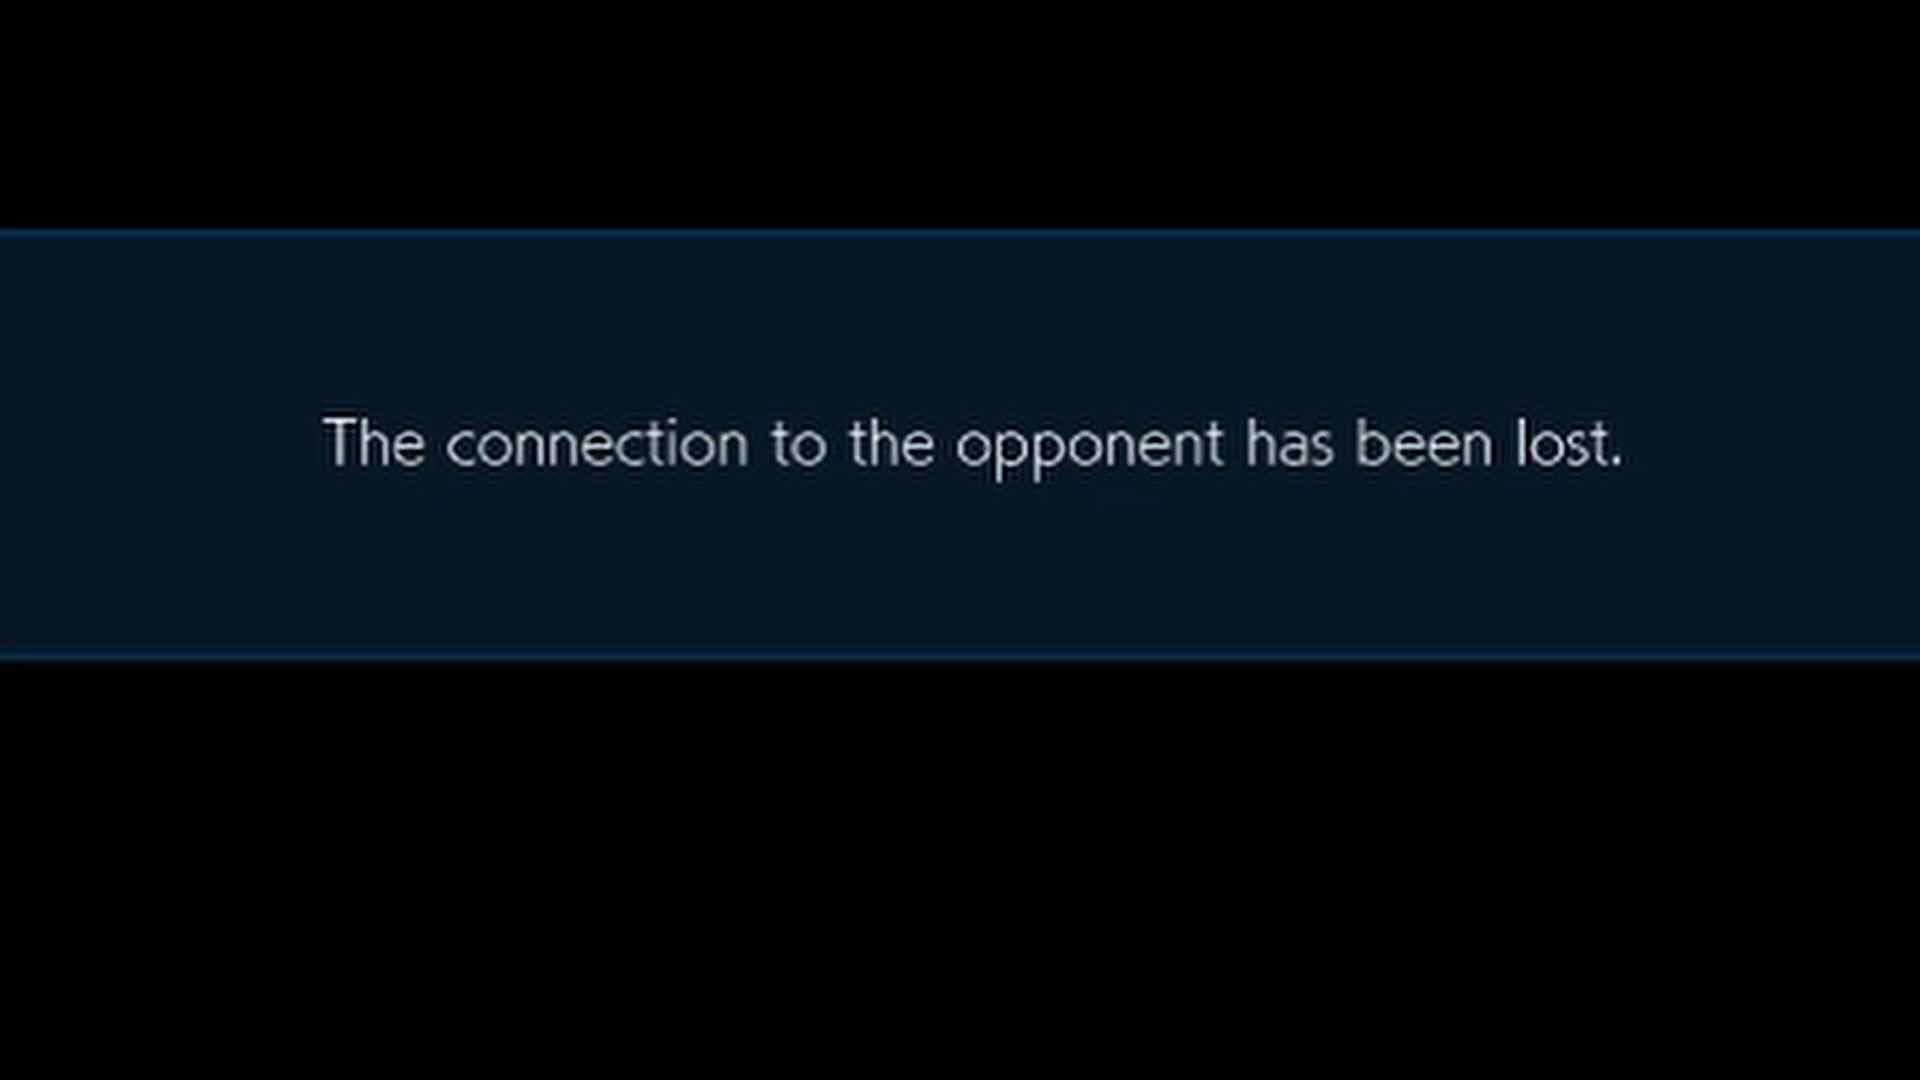 The connection to the opponent has been lost.